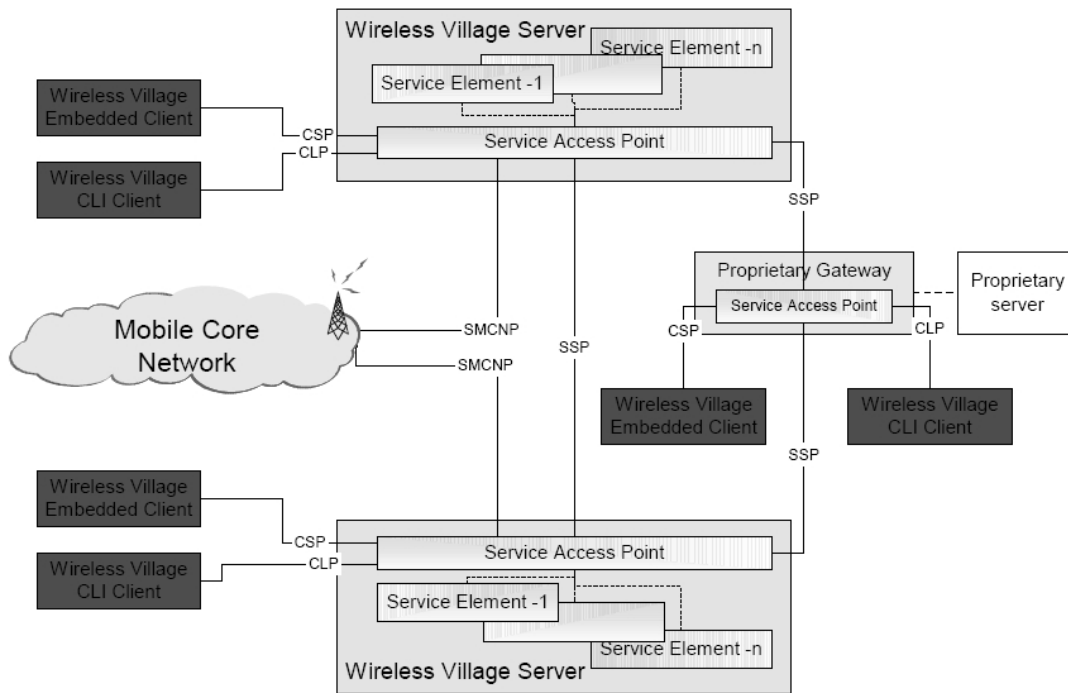 Wireless Village Server
Service Element -n
Service Element -1
Wireless Village
Embedded Client
CSP
Service Access Point
CLP
Wireless Village
CLI Client
SSP
Proprietary Gateway
Proprietary
server
Service Access Point
Mobile Core
Network
SMCNP
SMCNP
SSP
CSP
CLP
Wireless Village
Embedded Client
Wireless Village
CLI Client
SSP
Wireless Village
Embedded Client
CSP
Service Access Point
CLP
Wireless Village
CLI Client
Service Element -1
Service Element -n
Wireless Village Server